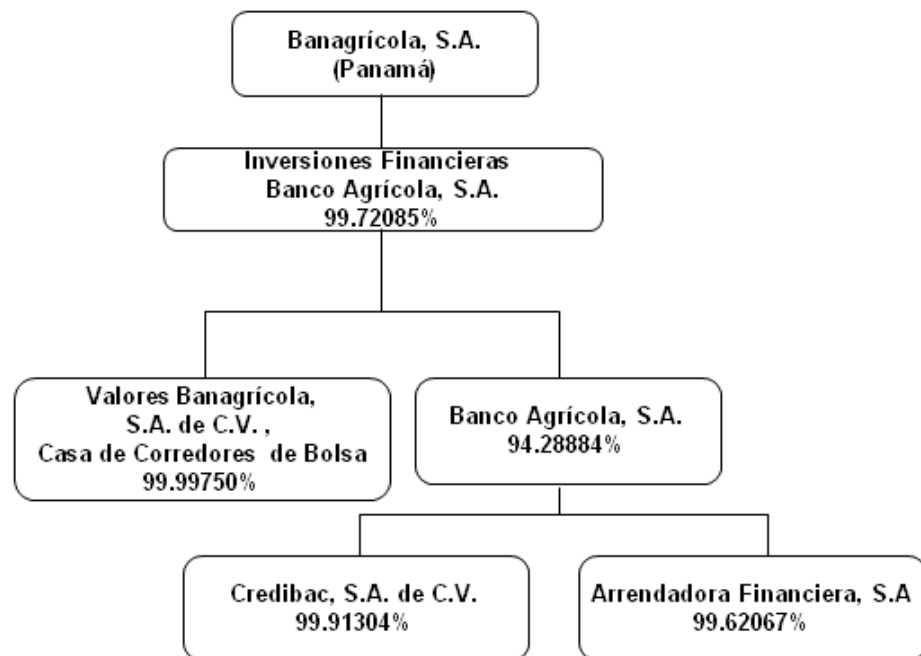 Banagrícola, S.A.
(Panamá)
Inversiones Financieras
Banco Agrícola, S.A.
99.72085%
Valores Banagrícola,
S.A. de C.V. ,
Casa de Corredores de Bolsa
99.99750%
Banco Agrícola, S.A.
94.28884%
Credibac, S.A. de C.V.
99.91304%
Arrendadora Financiera, S.A
99.62067%